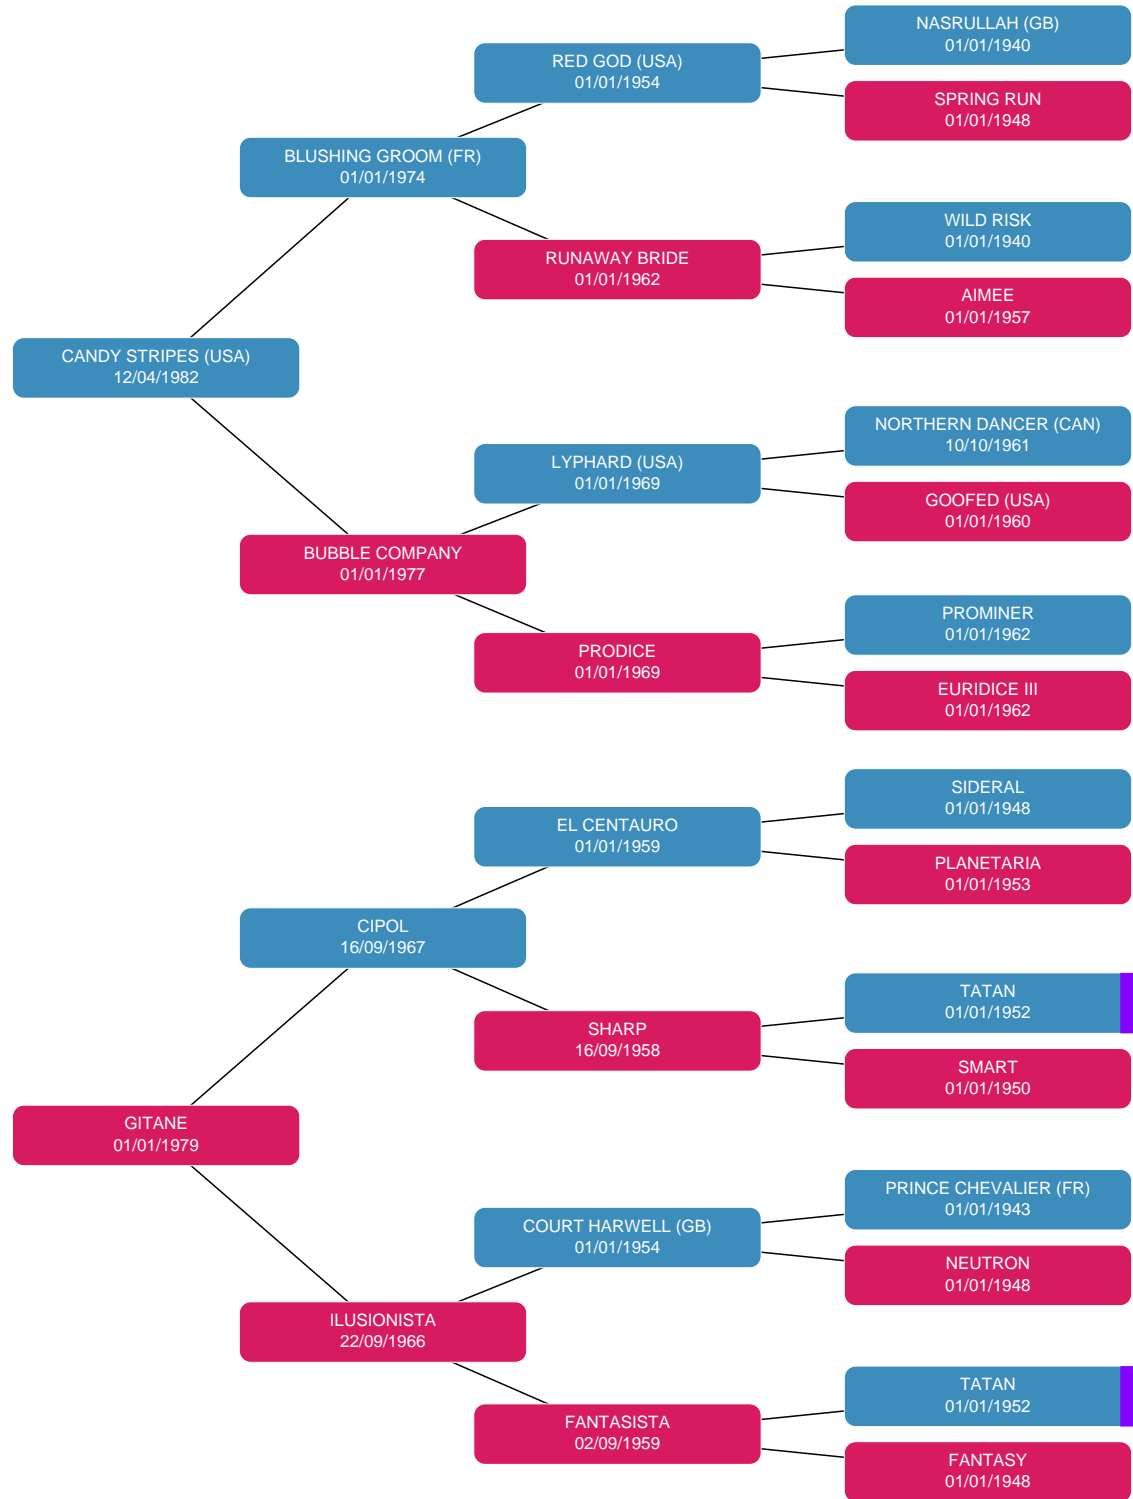 NASRULLAH (GB)
01/01/1940
RED GOD (USA)
01/01/1954
SPRING RUN
01/01/1948
BLUSHING GROOM (FR)
01/01/1974
WILD RISK
01/01/1940
RUNAWAY BRIDE
01/01/1962
AIMEE
01/01/1957
CANDY STRIPES (USA)
12/04/1982
NORTHERN DANCER (CAN)
10/10/1961
LYPHARD (USA)
01/01/1969
GOOFED (USA)
01/01/1960
BUBBLE COMPANY
01/01/1977
PROMINER
01/01/1962
PRODICE
01/01/1969
EURIDICE III
01/01/1962
SIDERAL
01/01/1948
EL CENTAURO
01/01/1959
PLANETARIA
01/01/1953
CIPOL
16/09/1967
TATAN
01/01/1952
SHARP
16/09/1958
SMART
01/01/1950
GITANE
01/01/1979
PRINCE CHEVALIER (FR)
01/01/1943
COURT HARWELL (GB)
01/01/1954
NEUTRON
01/01/1948
ILUSIONISTA
22/09/1966
TATAN
01/01/1952
FANTASISTA
02/09/1959
FANTASY
01/01/1948